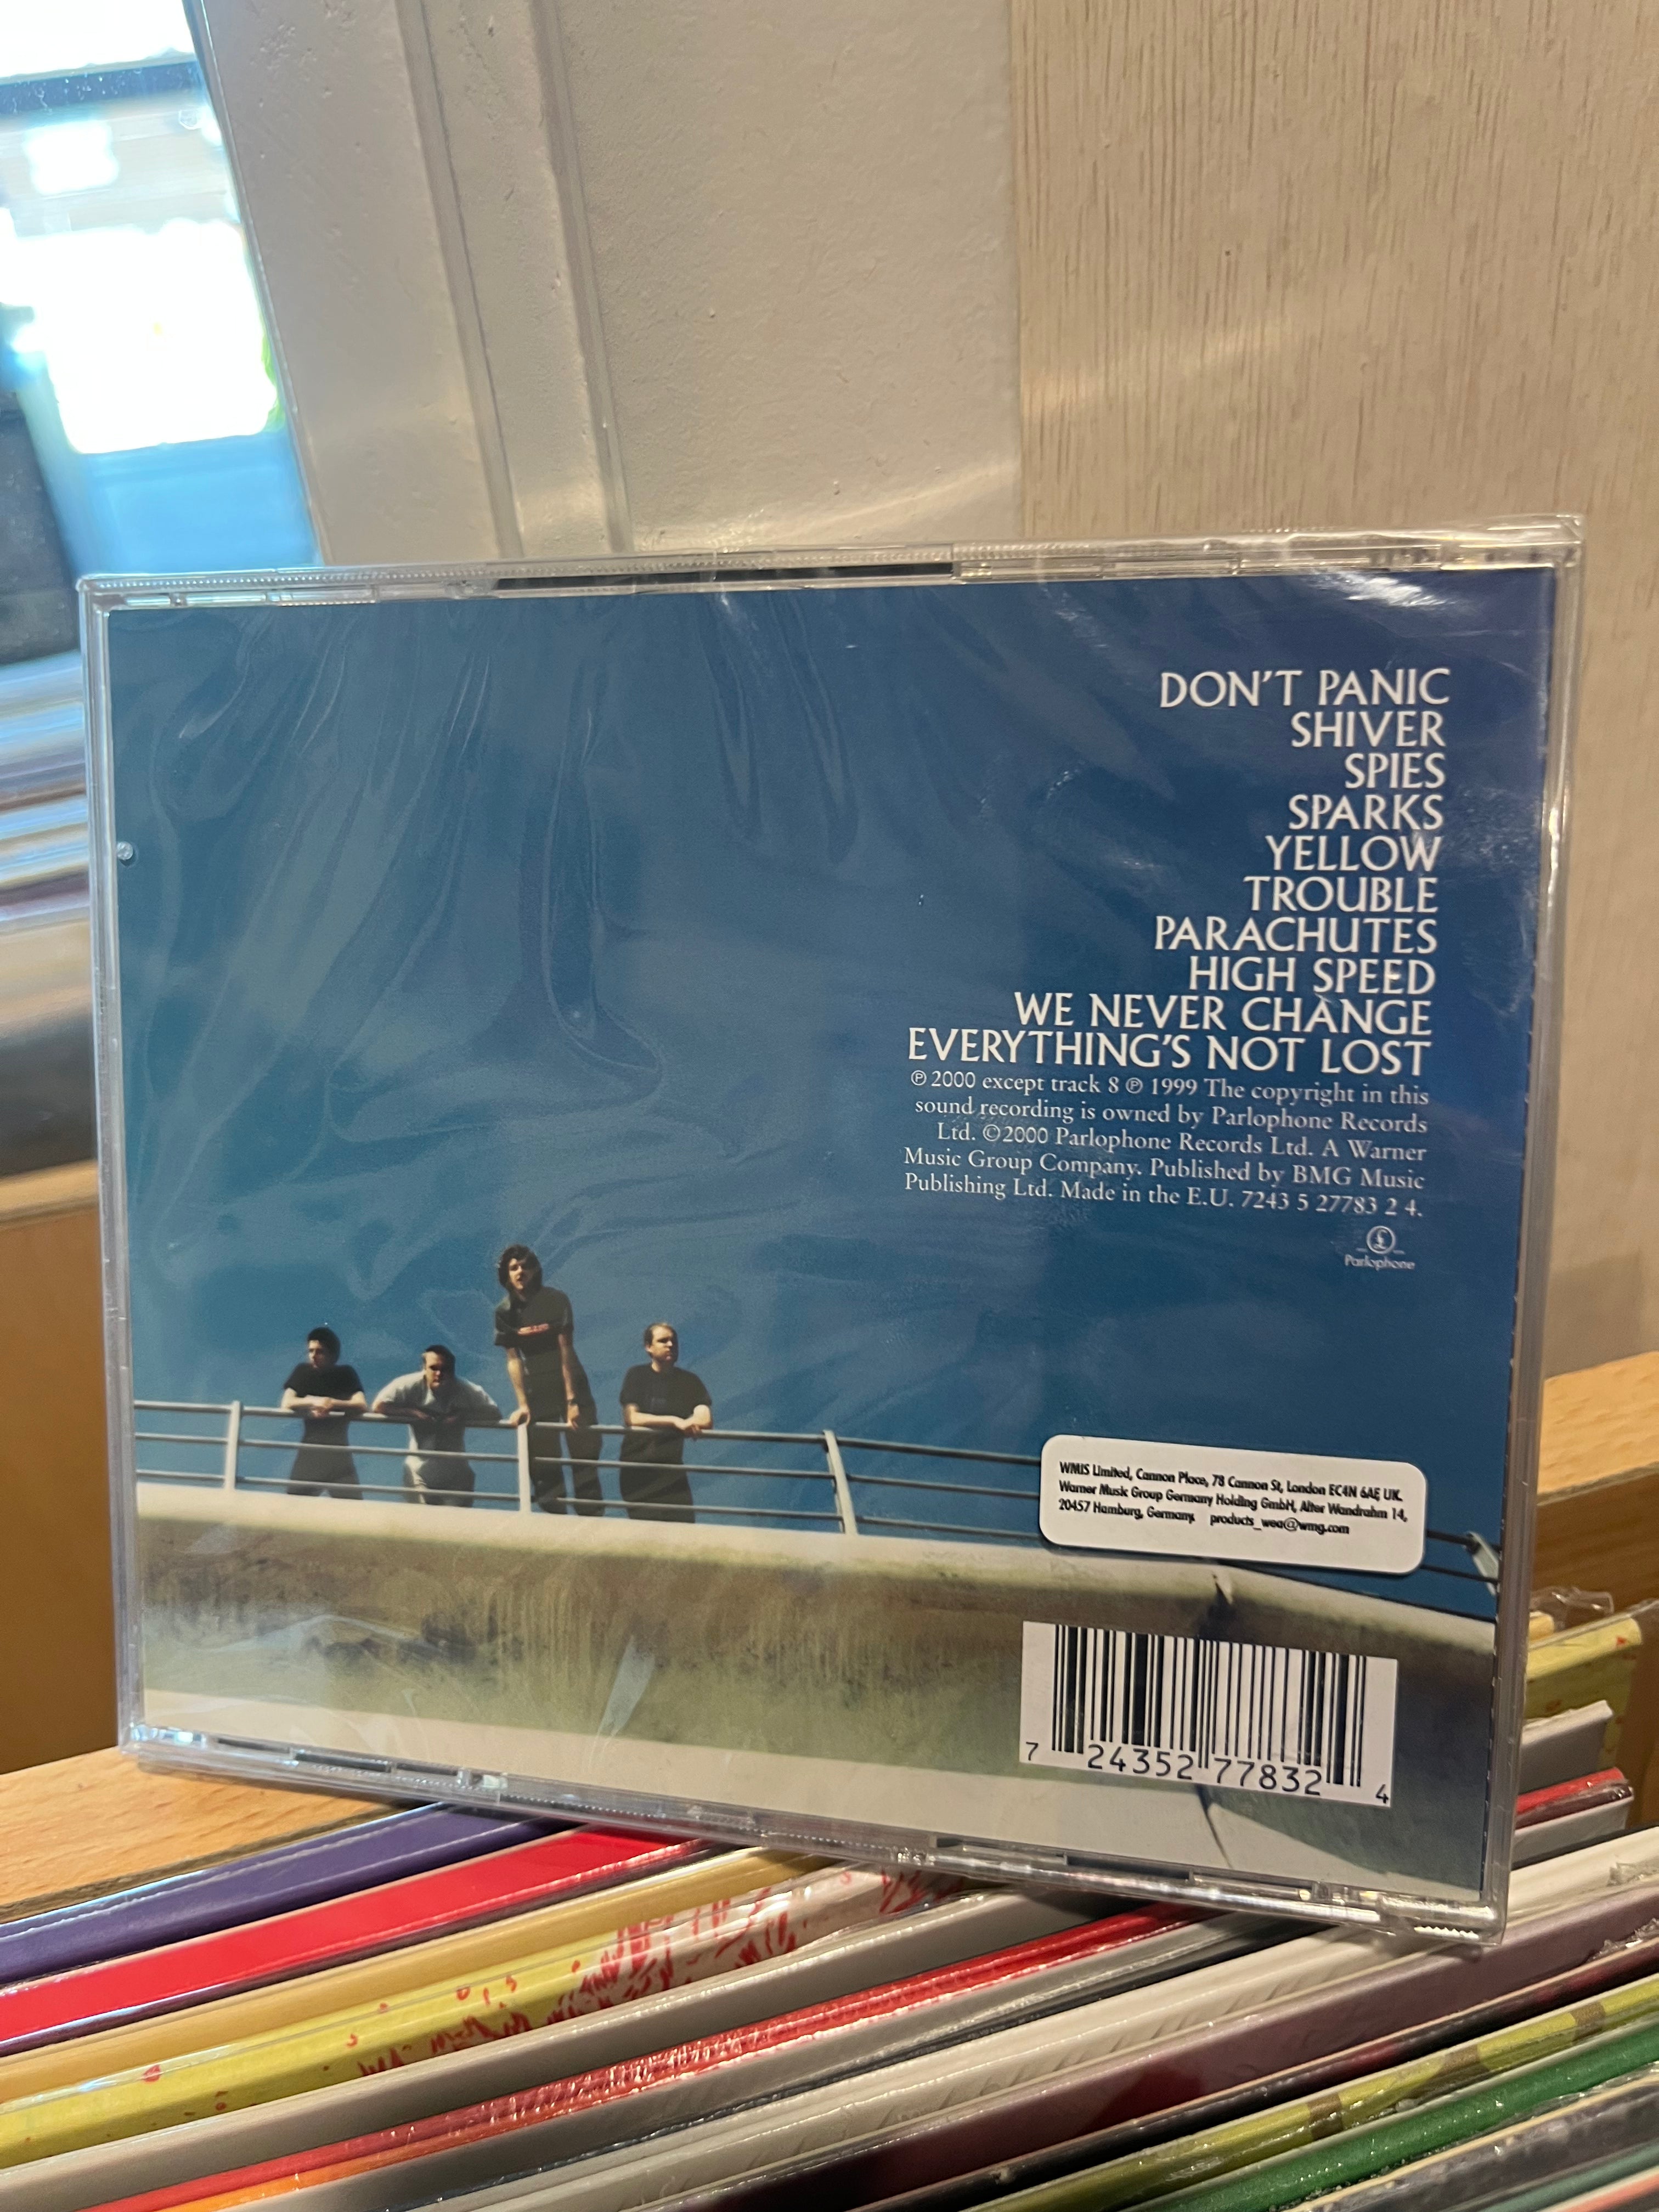 DON'T PANIC
SHIVER
SPIES
SPARKS
YELLOW
TROUBLE
PARACHUTES
HIGH SPEED
WE NEVER CHANGE
EVERYTHING'S NOT LOST
℗ 2000 except track 8 ℗ 1999 The copyright in this
sound recording is owned by Parlophone Records
Ltd. ©2000 Parlophone Records Ltd. A Warner
Music Group Company. Published by BMG Music
Publishing Ltd. Made in the E.U. 7243 5 27783 2 4.
£
Parlophone
WMIS Limited, Cannon Place, 78 Cannon St, London EC4N 6AF, UK.
Warner Music Group Germany Holding GmbH, Alter Wandrahm 14,
20457 Hamburg, Germany. products_wea@wmg.com
7 24352 77832 4